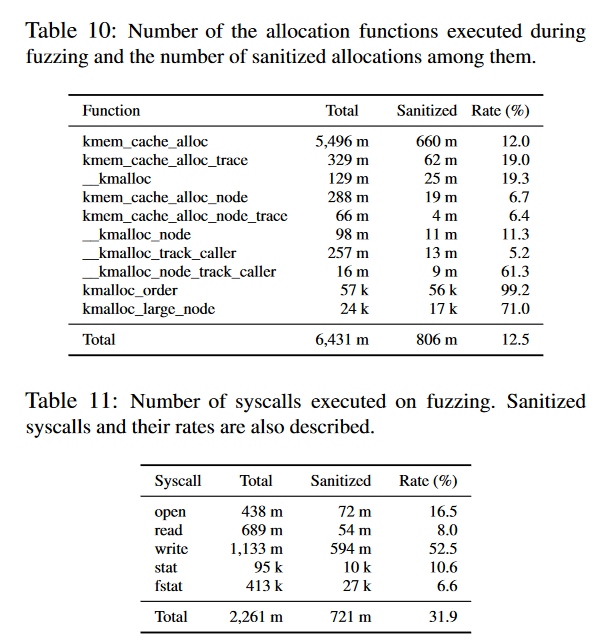 Table 10: Number of the allocation functions executed during
fuzzing and the number of sanitized allocations among them.
Function Total Sanitized Rate (%)
kmem_cache_alloc 5,496 m 660 m 12.0
kmem_cache_alloc_trace 329 m 62 m 19.0
__kmalloc 129 m 25 m 19.3
kmem_cache_alloc_node 288 m 19 m 6.7
kmem_cache_alloc_node_trace 66 m 4 m 6.4
__kmalloc_node 98 m 11 m 11.3
__kmalloc_track_caller 257 m 13 m 5.2
__kmalloc_node_track_caller 16 m 9 m 61.3
kmalloc_order 57 k 56 k 99.2
kmalloc_large_node 24 k 17 k 71.0
Total 6,431 m 806 m 12.5
Table 11: Number of syscalls executed on fuzzing. Sanitized
syscalls and their rates are also described.
Syscall Total Sanitized Rate (%)
open 438 m 72 m 16.5
read 689 m 54 m 8.0
write 1,133 m 594 m 52.5
stat 95 k 10 k 10.6
fstat 413 k 27 k 6.6
Total 2,261 m 721 m 31.9